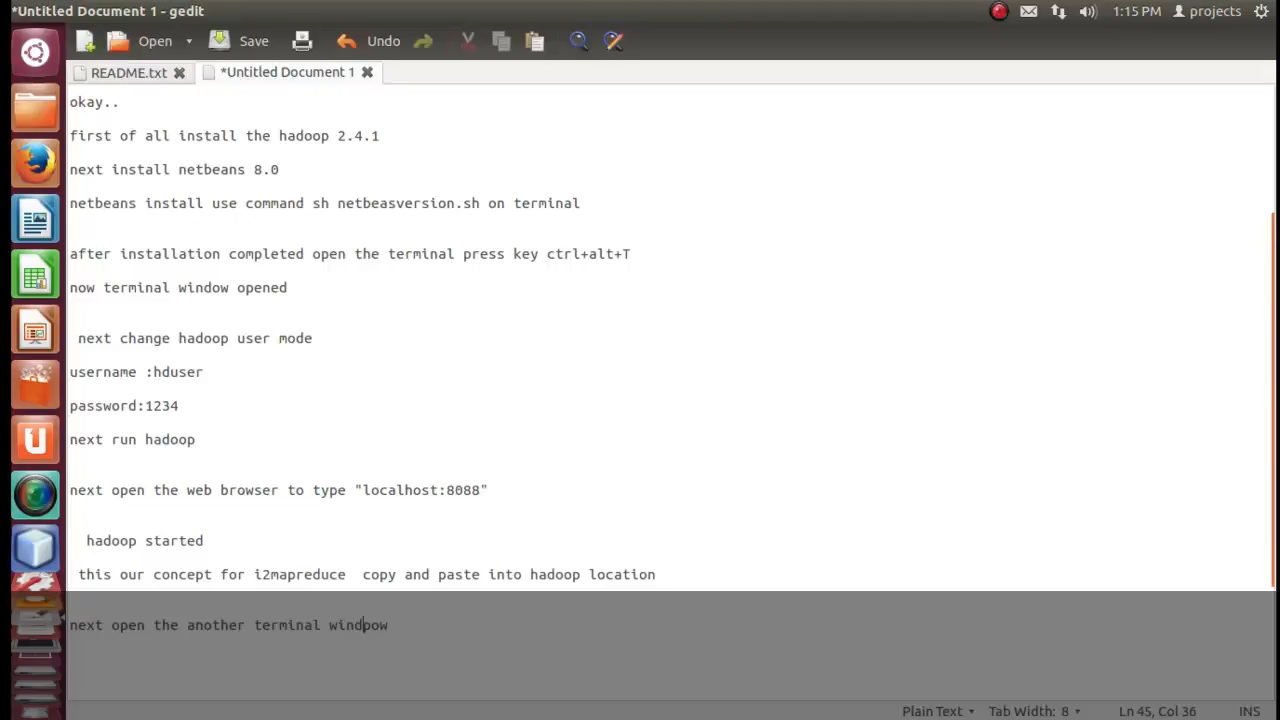 *Untitled Document 1 - gedit
1:15 PM projects
Open Save Undo
README.txt *Untitled Document 1
okay..
first of all install the hadoop 2.4.1
next install netbeans 8.0
netbeans install use command sh netbeasversion.sh on terminal
after installation completed open the terminal press key ctrl+alt+T
now terminal window opened
next change hadoop user mode
username :hduser
password:1234
next run hadoop
next open the web browser to type "localhost:8088"
hadoop started
this our concept for i2mapreduce  copy and paste into hadoop location
next open the another terminal windpow
Plain Text Tab Width: 8 Ln 45, Col 36 INS